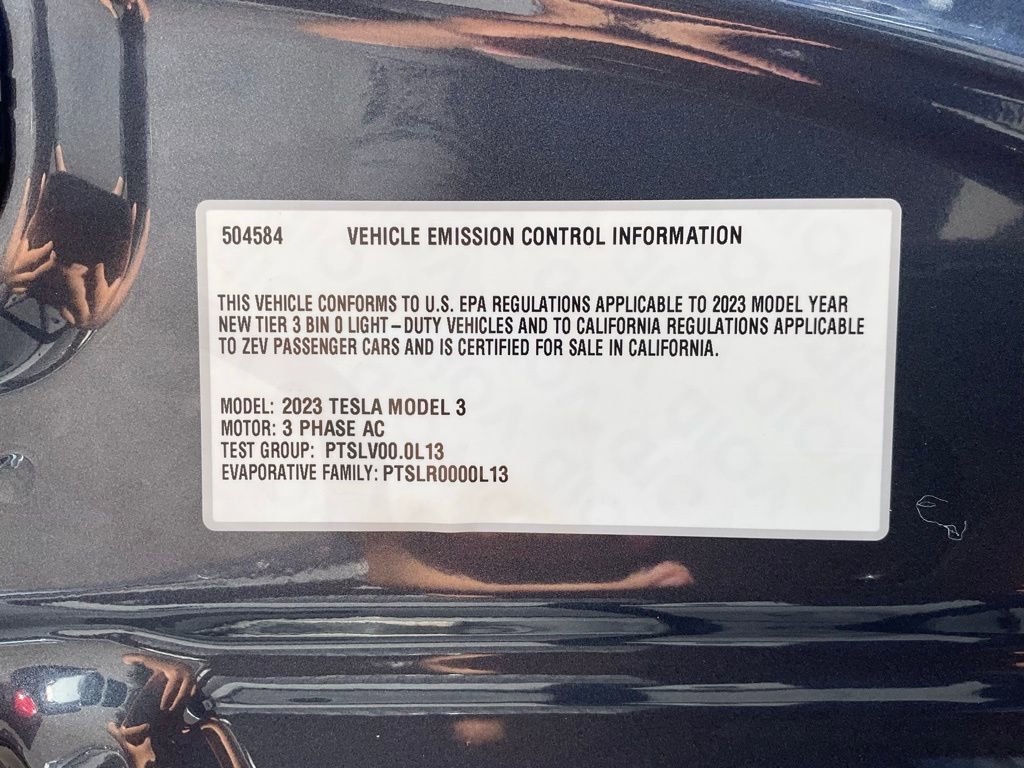 504584 VEHICLE EMISSION CONTROL INFORMATION
THIS VEHICLE CONFORMS TO U.S. EPA REGULATIONS APPLICABLE TO 2023 MODEL YEAR
NEW TIER 3 BIN 0 LIGHT-DUTY VEHICLES AND TO CALIFORNIA REGULATIONS APPLICABLE
TO ZEV PASSENGER CARS AND IS CERTIFIED FOR SALE IN CALIFORNIA.
MODEL: 2023 TESLA MODEL 3
MOTOR: 3 PHASE AC
TEST GROUP: PTSLV00.0L13
EVAPORATIVE FAMILY: PTSLR0000L13